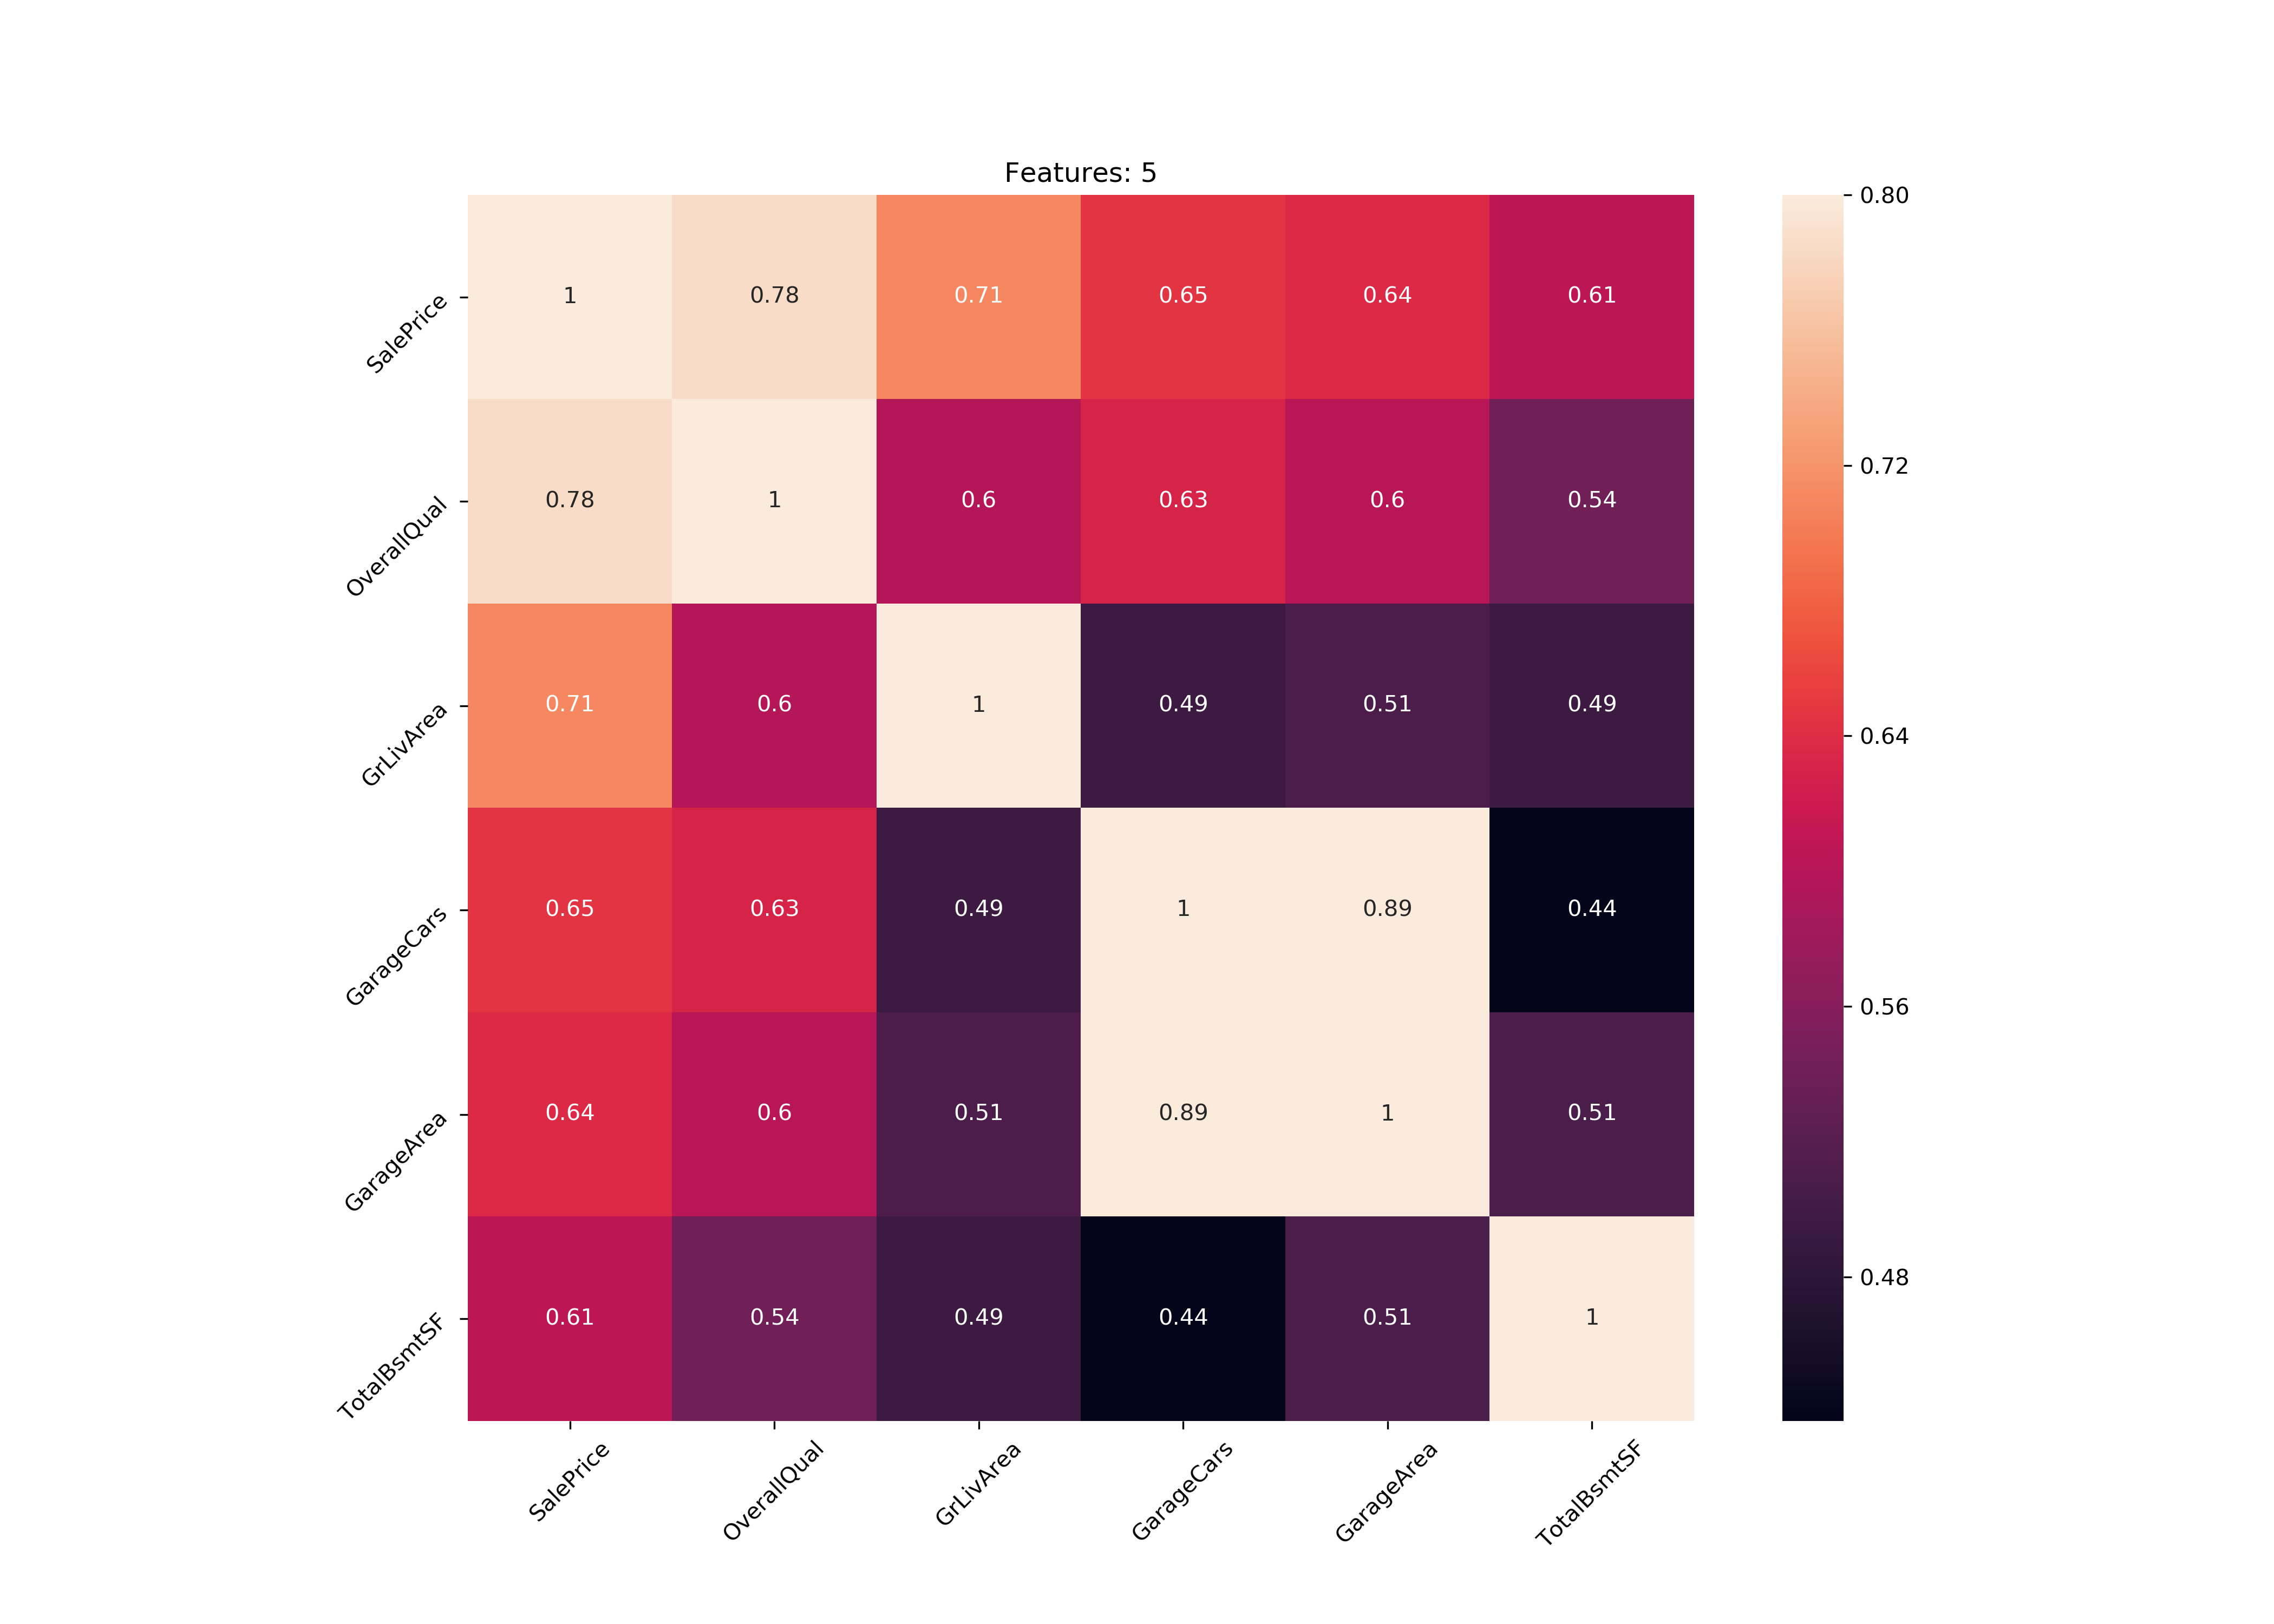 Features: 5
0.80
SalePrice
1 0.78 0.71 0.65 0.64 0.61
0.72
OverallQual
0.78 1 0.6 0.63 0.6 0.54
0.64
GrLivArea
0.71 0.6 1 0.49 0.51 0.49
GarageCars
0.65 0.63 0.49 1 0.89 0.44
0.56
GarageArea
0.64 0.6 0.51 0.89 1 0.51
0.48
TotalBsmtSF
0.61 0.54 0.49 0.44 0.51 1
SalePrice
OverallQual
GrLivArea
GarageCars
GarageArea
TotalBsmtSF